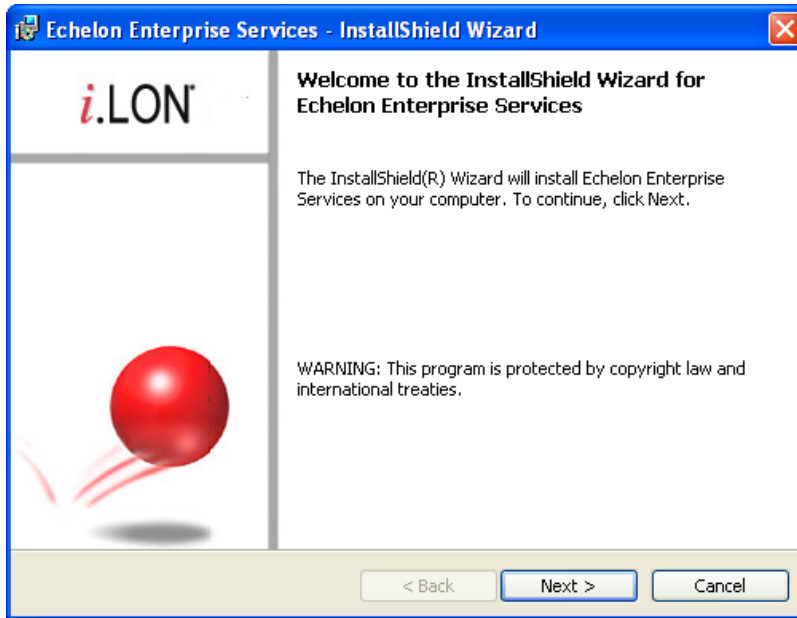 Echelon Enterprise Services - InstallShield Wizard
i.LON
Welcome to the InstallShield Wizard for
Echelon Enterprise Services
The InstallShield(R) Wizard will install Echelon Enterprise
Services on your computer. To continue, click Next.
WARNING: This program is protected by copyright law and
international treaties.
< Back
Next >
Cancel